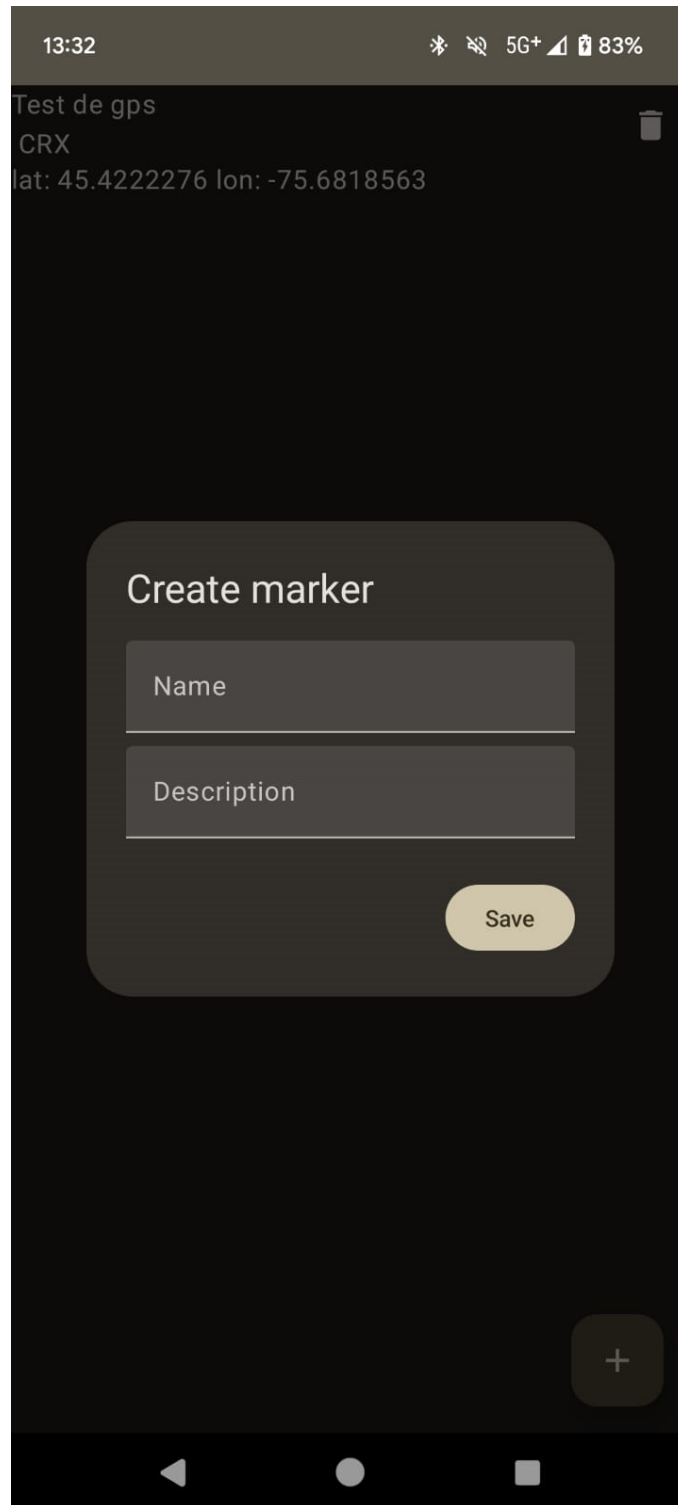 13:32 5G+ 83%
Test de gps
CRX
lat: 45.4222276 lon: -75.6818563
Create marker
Name
Description
Save
+